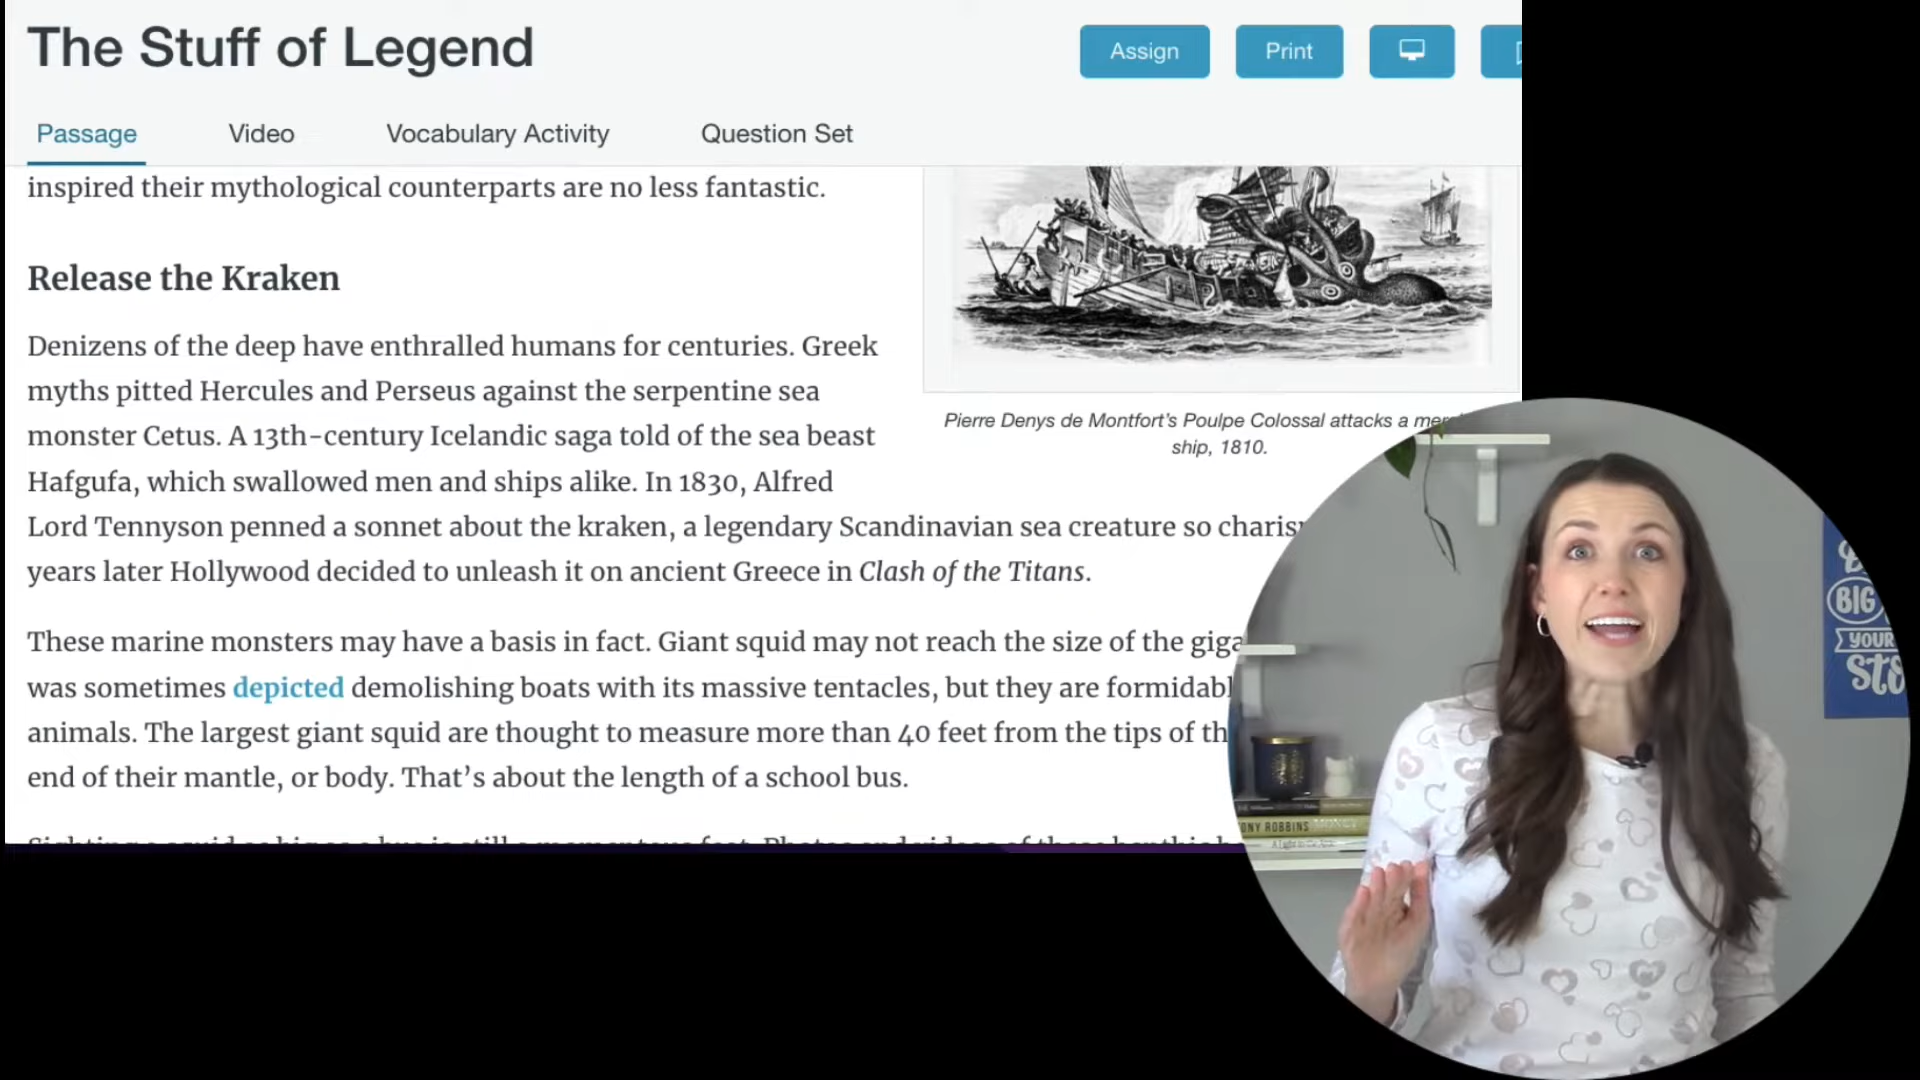 The Stuff of Legend
Assign
Print
Passage
Video
Vocabulary Activity
Question Set
inspired their mythological counterparts are no less fantastic.
Release the Kraken
Denizens of the deep have enthralled humans for centuries. Greek
myths pitted Hercules and Perseus against the serpentine sea
monster Cetus. A 13th-century Icelandic saga told of the sea beast
Hafgufa, which swallowed men and ships alike. In 1830, Alfred
Lord Tennyson penned a sonnet about the kraken, a legendary Scandinavian sea creature so
years later Hollywood decided to unleash it on ancient Greece in Clash of the Titans.
These marine monsters may have a basis in fact. Giant squid may not reach the size of the
was sometimes depicted demolishing boats with its massive tentacles, but they are
animals. The largest giant squid are thought to measure more than 40 feet from the tips of
end of their mantle, or body. That's about the length of a school bus.
Pierre Denys de Montfort's Poulpe Colossal attacks a
ship, 1810.
BIG
YOUR
TONY ROBBINS MONEY